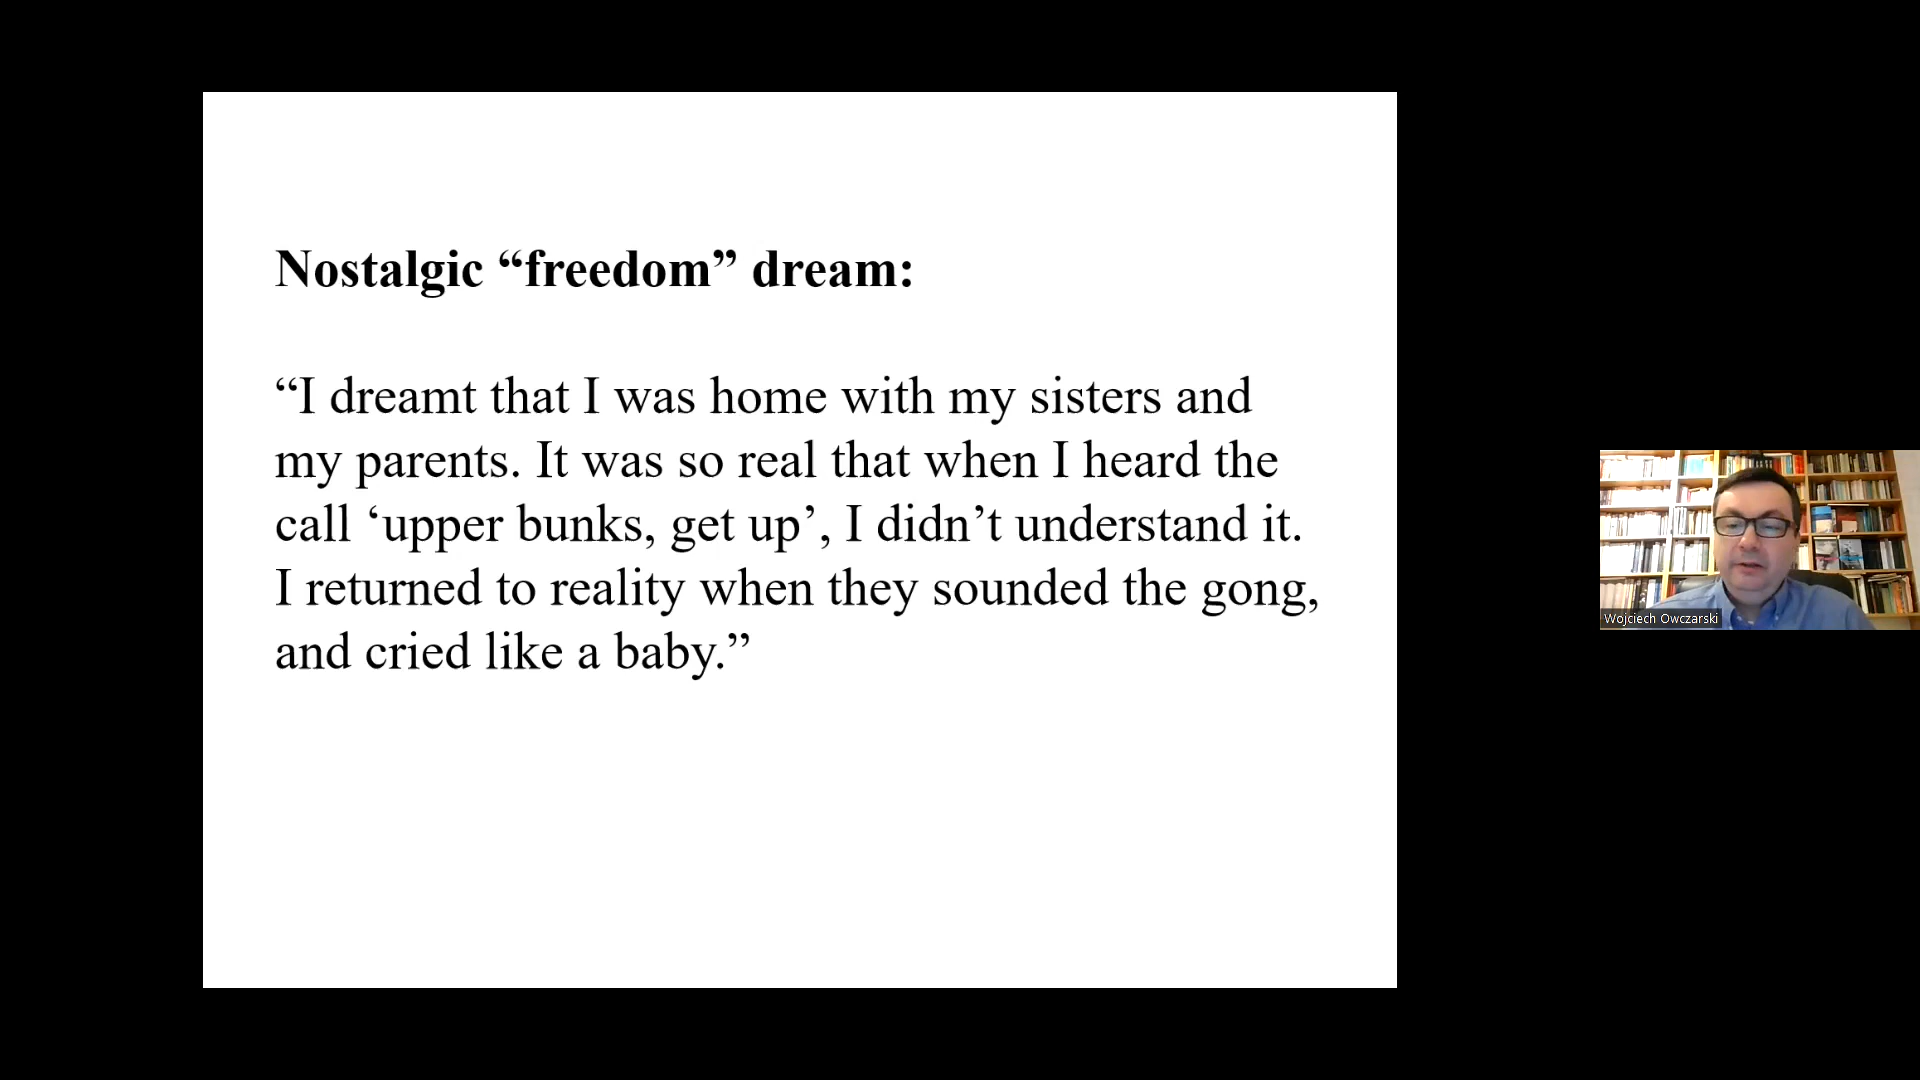 Nostalgic “freedom” dream:
“I dreamt that I was home with my sisters and
my parents. It was so real that when I heard the
call ‘upper bunks, get up’, I didn’t understand it.
I returned to reality when they sounded the gong,
and cried like a baby.”
Wojciech Owczarski